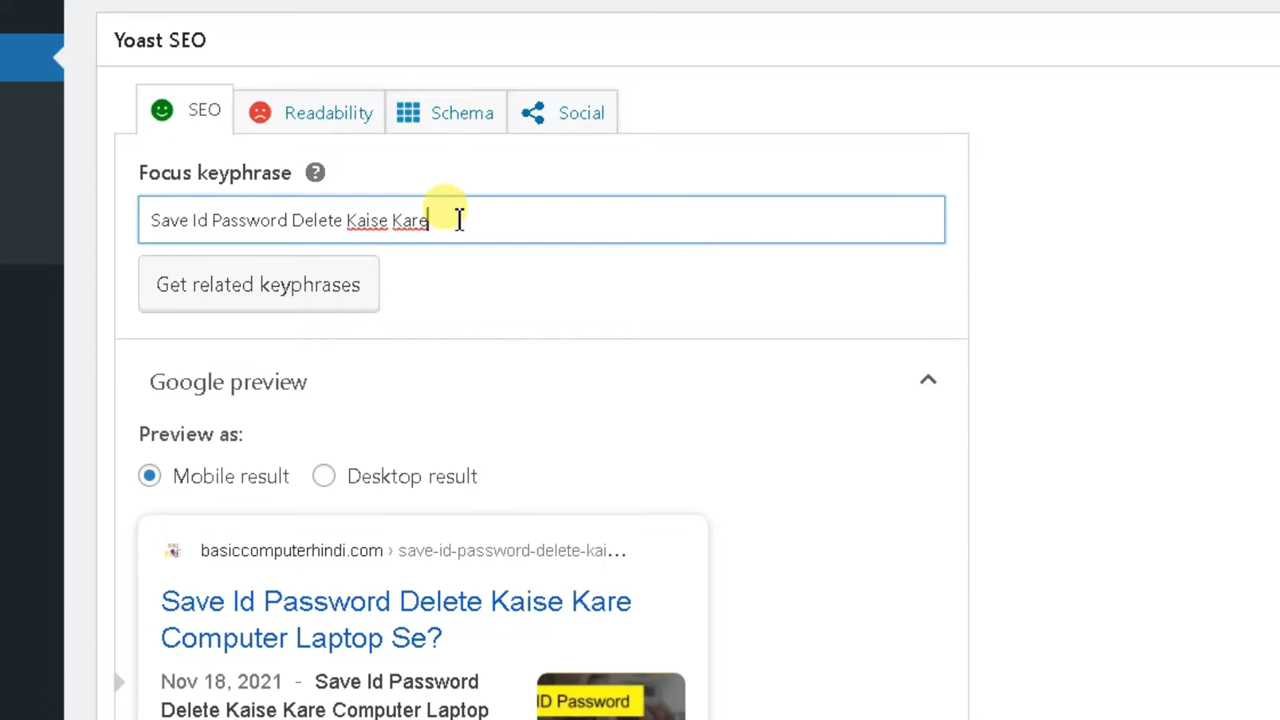 Yoast SEO
SEO Readability Schema Social
Focus keyphrase ?
Save Id Password Delete Kaise Kare
Get related keyphrases
Google preview
Preview as:
Mobile result Desktop result
basiccomputerhindi.com › save-id-password-delete-kai...
Save Id Password Delete Kaise Kare
Computer Laptop Se?
Nov 18, 2021 - Save Id Password
Delete Kaise Kare Computer Laptop
ID Password